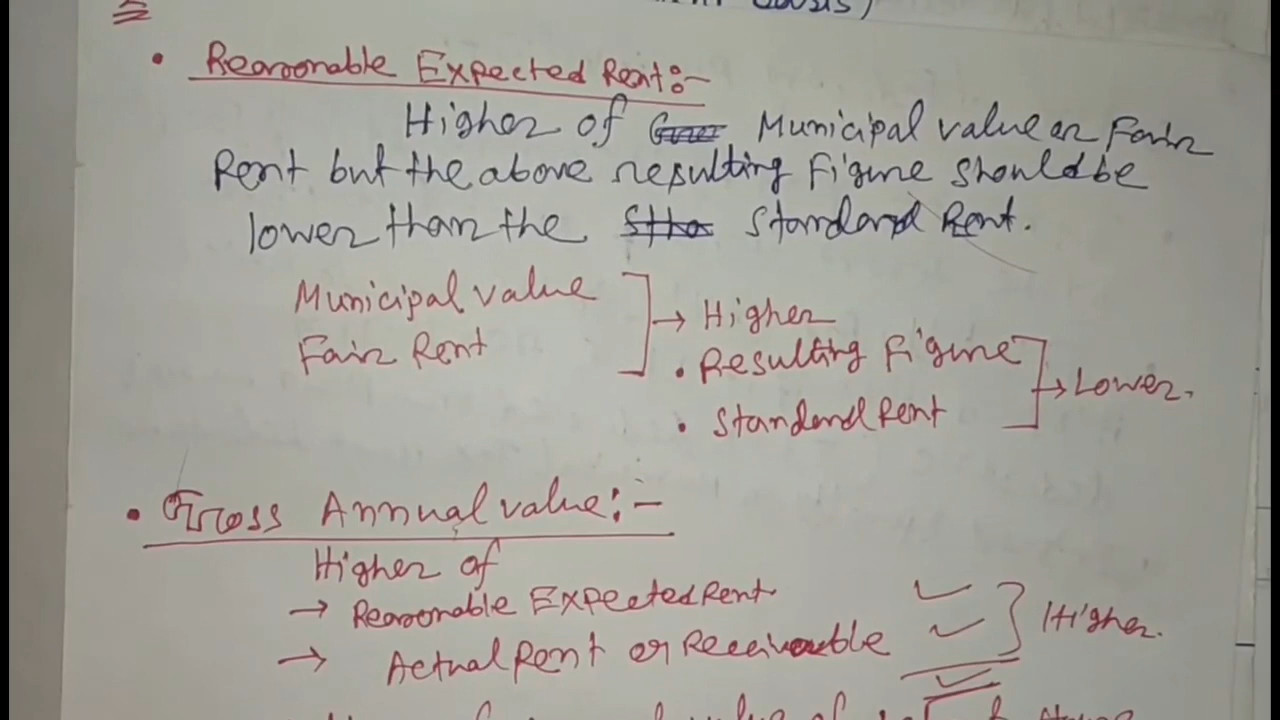 • Reasonable Expected Rent:-
Higher of Municipal value or Fair
Rent but the above resulting Figure should be
lower than the Standard Rent.
Municipal value
Fair Rent
→ Higher
• Resulting Figure
• Standard Rent
→ Lower.
• Gross Annual value:-
Higher of
→ Reasonable Expected Rent
→ Actual Rent or Receivable
Higher.